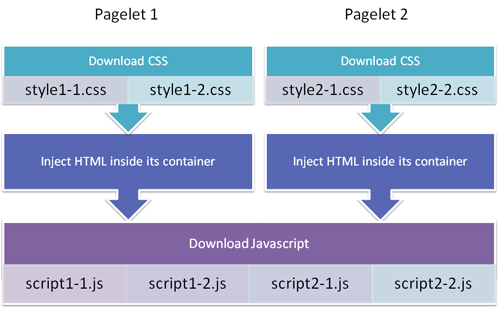 Pagelet 1
Pagelet 2
Download CSS
Download CSS
style1-1.css
style1-2.css
style2-1.css
style2-2.css
Inject HTML inside its container
Inject HTML inside its container
Download Javascript
script1-1.js
script1-2.js
script2-1.js
script2-2.js